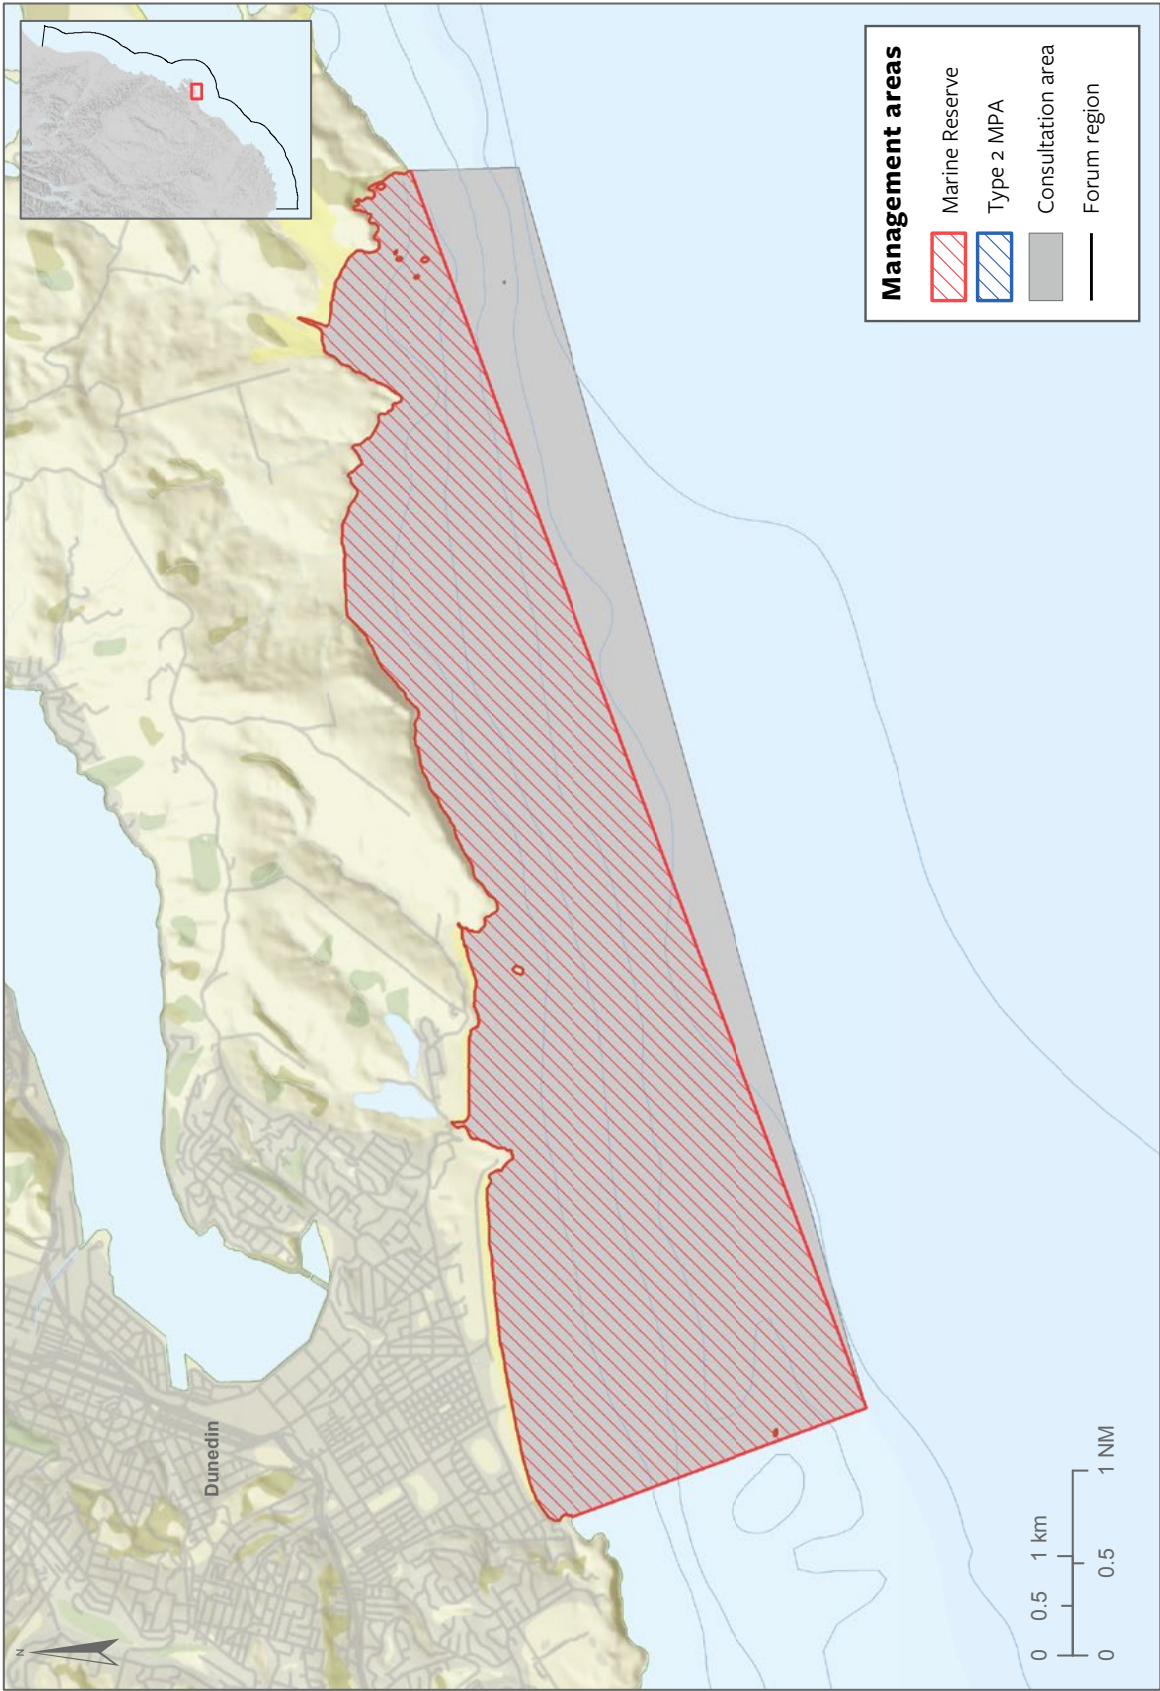 N
Dunedin
Management areas
Marine Reserve
Type 2 MPA
Consultation area
Forum region
0 0.5 1 km
0 0.5 1 NM